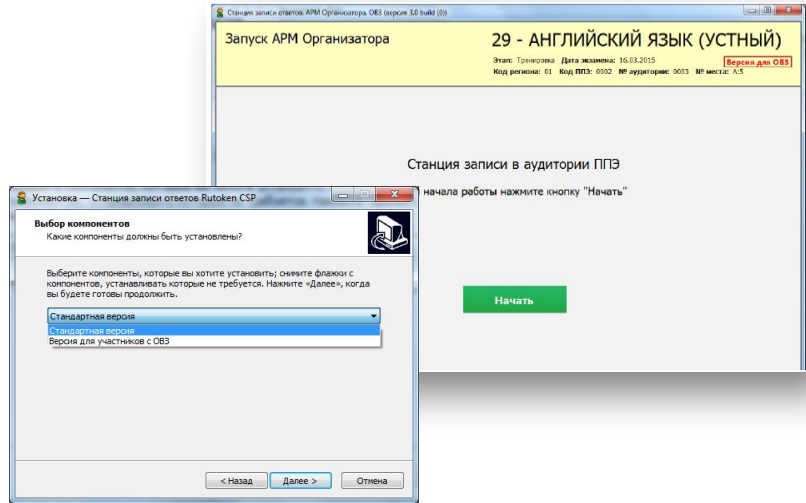 Станция записи ответов. АРМ Организатора. ОВЗ (версия 3.0 build (0))
Запуск АРМ Организатора
29 - АНГЛИЙСКИЙ ЯЗЫК (УСТНЫЙ)
Этап: Тренировка Дата экзамена: 16.03.2015
Версия для ОВЗ
Код региона: 01 Код ППЭ: 0002 № аудитории: 0003 № места: A:5
Станция записи в аудитории ППЭ
начала работы нажмите кнопку "Начать"
Начать
Установка — Станция записи ответов Rutoken CSP
Выбор компонентов
Какие компоненты должны быть установлены?
Выберите компоненты, которые вы хотите установить; снимите флажки с
компонентов, устанавливать которые не требуется. Нажмите «Далее», когда
вы будете готовы продолжить.
Стандартная версия
Стандартная версия
Версия для участников с ОВЗ
< Назад
Далее >
Отмена